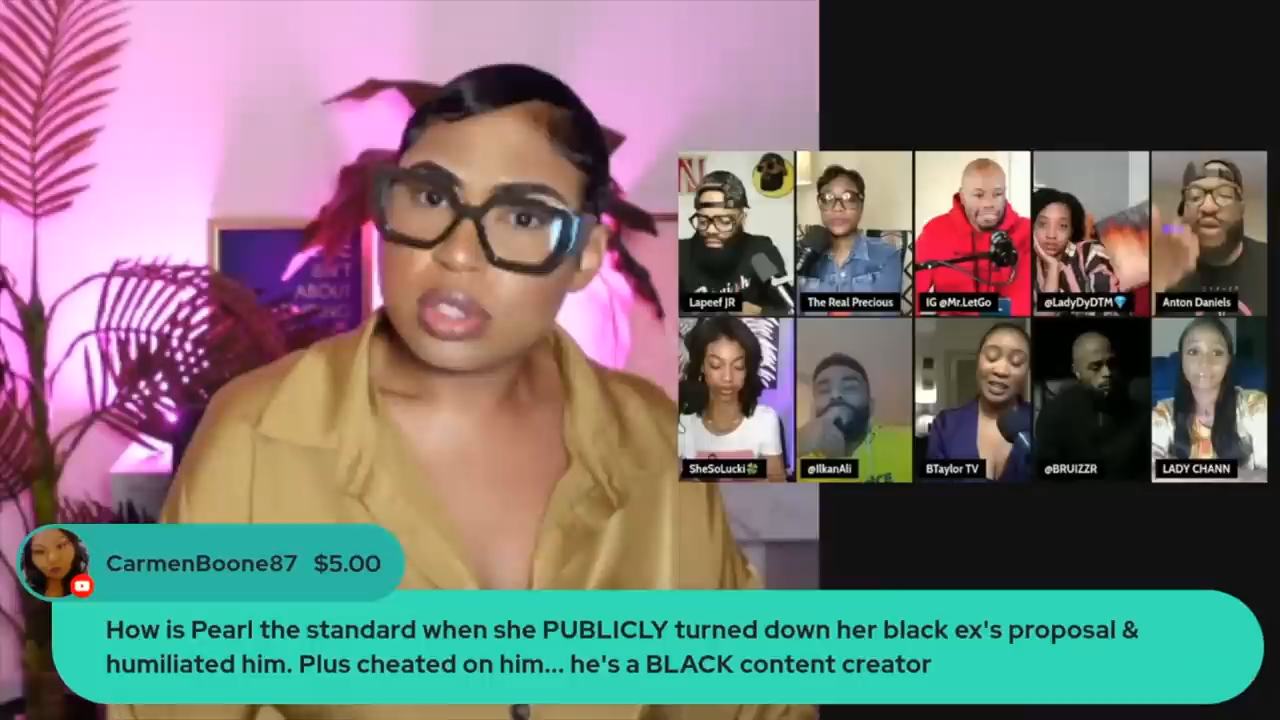 N
ISN'T
ABOUT
Lapeef JR
The Real Precious
IG @Mr.LetGo
@LadyDyDTM💎
Anton Daniels
SheSoLucki🍀
@IlkanAli
BTaylor TV
@BRUIZZR
LADY CHANN
CarmenBoone87 $5.00
How is Pearl the standard when she PUBLICLY turned down her black ex's proposal &
humiliated him. Plus cheated on him... he's a BLACK content creator